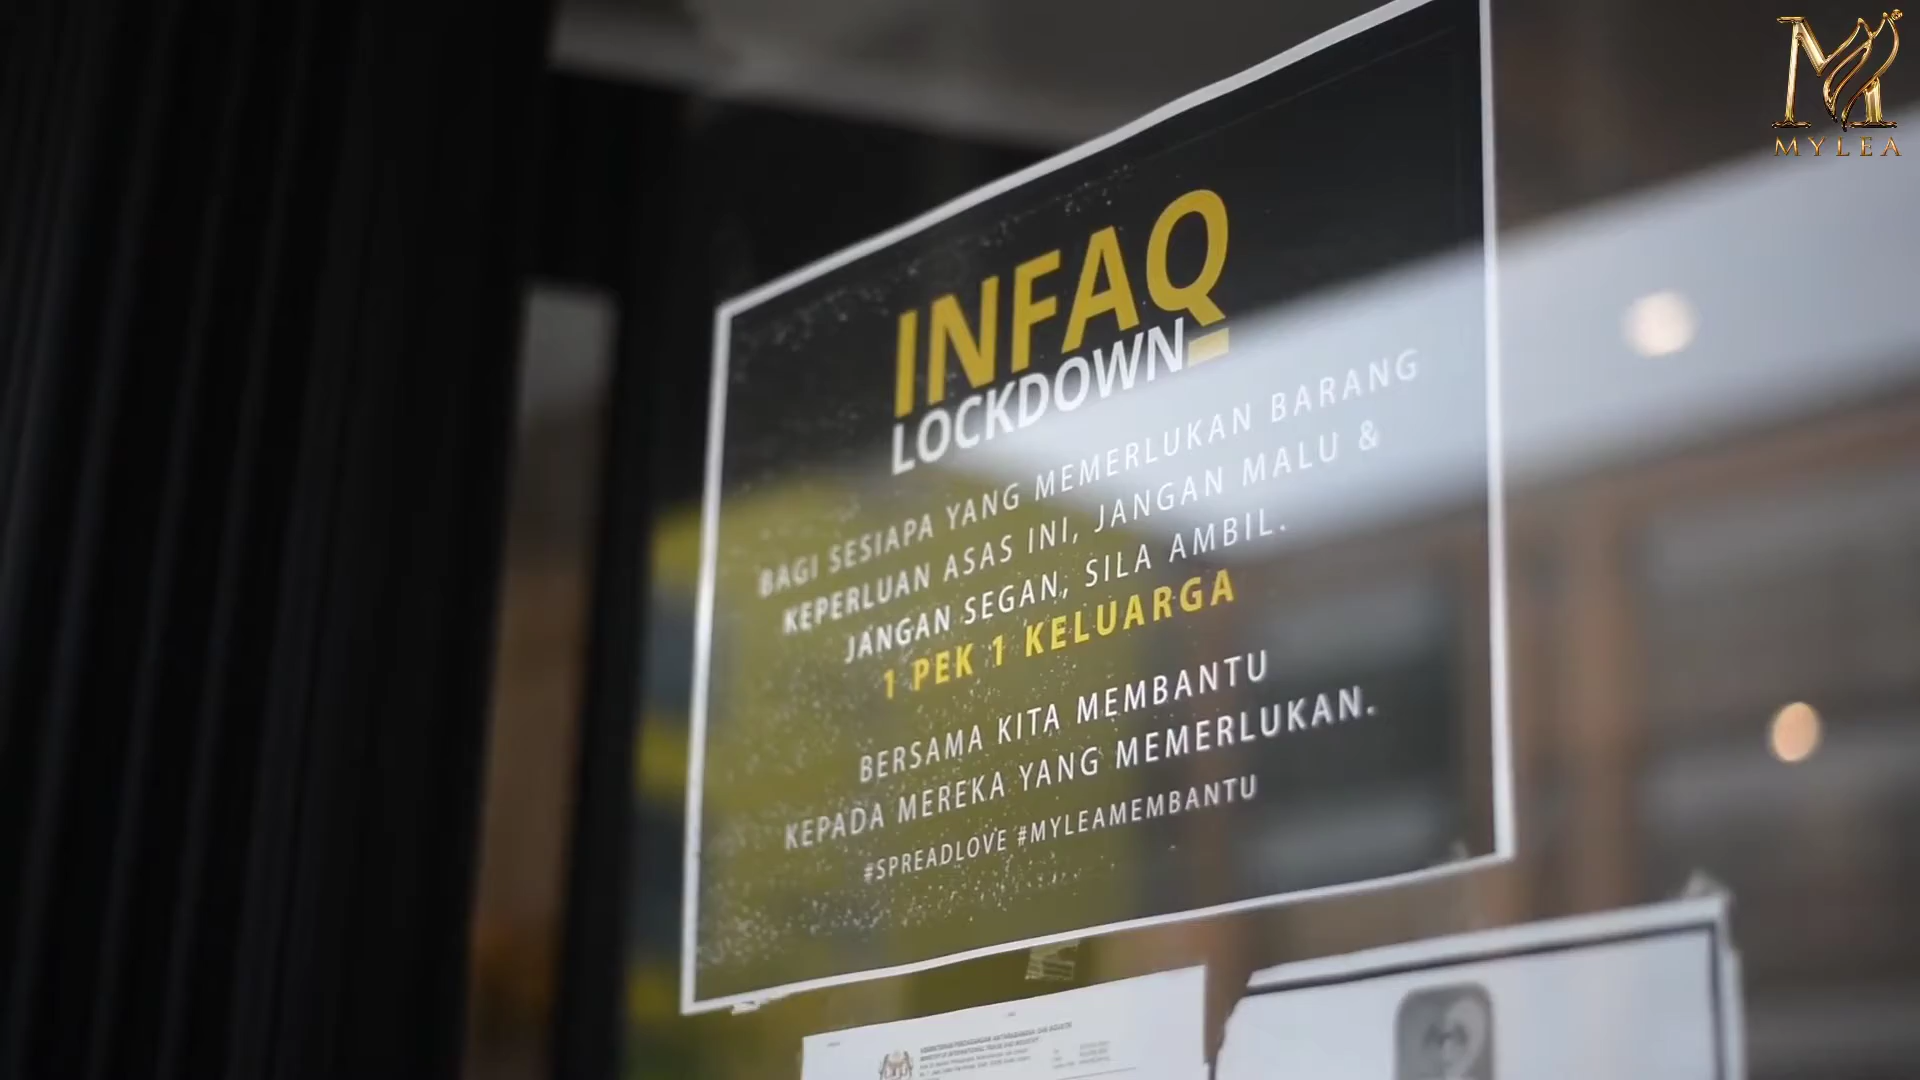 MYLEA
INFAQ
LOCKDOWN
BAGI SESIAPA YANG MEMERLUKAN BARANG
KEPERLUAN ASAS INI, JANGAN MALU &
JANGAN SEGAN, SILA AMBIL.
1 PEK 1 KELUARGA
BERSAMA KITA MEMBANTU
KEPADA MEREKA YANG MEMERLUKAN.
#SPREADLOVE #MYLEAMEMBANTU